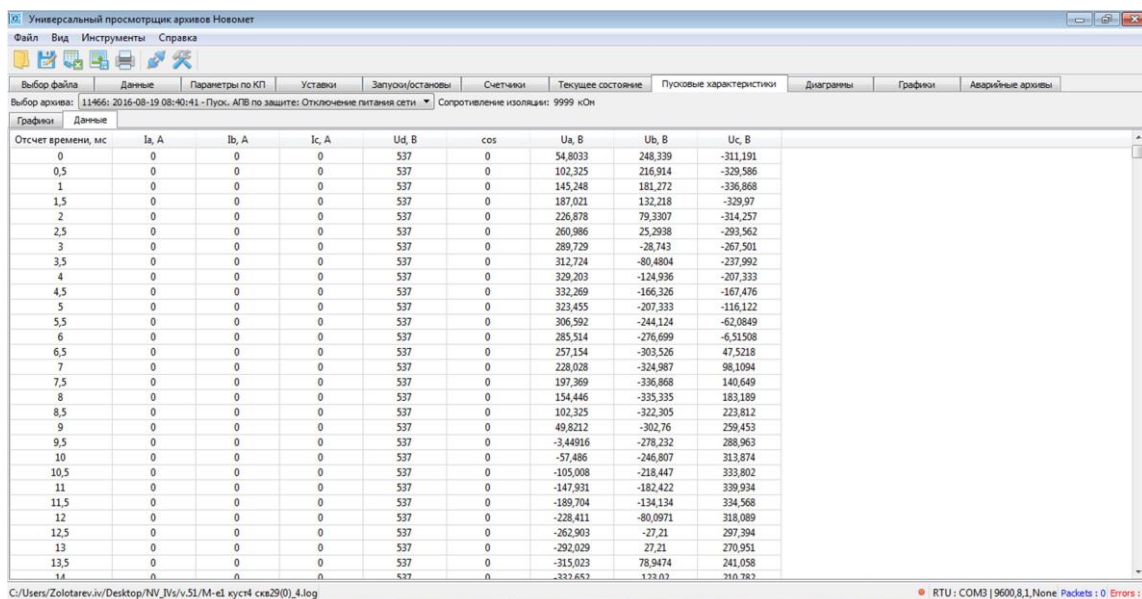 Универсальный просмотрщик архивов Новомет
Файл Вид Инструменты Справка
Выбор файла Данные Параметры по КП Уставки Запуски/остановы Счетчики Текущее состояние Пусковые характеристики Диаграммы Графики Аварийные архивы
Выбор архива: 11466: 2016-08-19 08:40:41 - Пуск. АПВ по защите: Отключение питания сети Сопротивление изоляции: 9999 кОм
Графики Данные
Отсчет времени, мс Ia, A Ib, A Ic, A Ud, B cos Ua, B Ub, B Uc, B
0 0 0 0 537 0 54,8033 248,339 -311,191
0,5 0 0 0 537 0 102,325 216,914 -329,586
1 0 0 0 537 0 145,248 181,272 -336,868
1,5 0 0 0 537 0 187,021 132,218 -329,97
2 0 0 0 537 0 226,878 79,3307 -314,257
2,5 0 0 0 537 0 260,986 25,2938 -293,562
3 0 0 0 537 0 289,729 -28,743 -267,501
3,5 0 0 0 537 0 312,724 -80,4804 -237,992
4 0 0 0 537 0 329,203 -124,936 -207,333
4,5 0 0 0 537 0 332,269 -166,326 -167,476
5 0 0 0 537 0 323,455 -207,333 -116,122
5,5 0 0 0 537 0 306,592 -244,124 -62,0849
6 0 0 0 537 0 285,514 -276,699 -6,51508
6,5 0 0 0 537 0 257,154 -303,526 47,5218
7 0 0 0 537 0 228,028 -324,987 98,1094
7,5 0 0 0 537 0 197,369 -336,868 140,649
8 0 0 0 537 0 154,446 -335,335 183,189
8,5 0 0 0 537 0 102,325 -322,305 223,812
9 0 0 0 537 0 49,8212 -302,76 259,453
9,5 0 0 0 537 0 -3,44916 -278,232 288,963
10 0 0 0 537 0 -57,486 -246,807 313,874
10,5 0 0 0 537 0 -105,008 -218,447 333,802
11 0 0 0 537 0 -147,931 -182,422 339,934
11,5 0 0 0 537 0 -189,704 -134,134 334,568
12 0 0 0 537 0 -228,411 -80,0971 318,089
12,5 0 0 0 537 0 -262,903 -27,21 297,394
13 0 0 0 537 0 -292,029 27,21 270,951
13,5 0 0 0 537 0 -315,023 78,9474 241,058
14 0 0 0 537 0 -332,652 123,02 210,782
C:/Users/Zolotarev.iv/Desktop/NV_IVs/v.51/М-е1 куст4 скв29(0)_4.log RTU : COM3 | 9600,8,1,None Packets : 0 Errors :